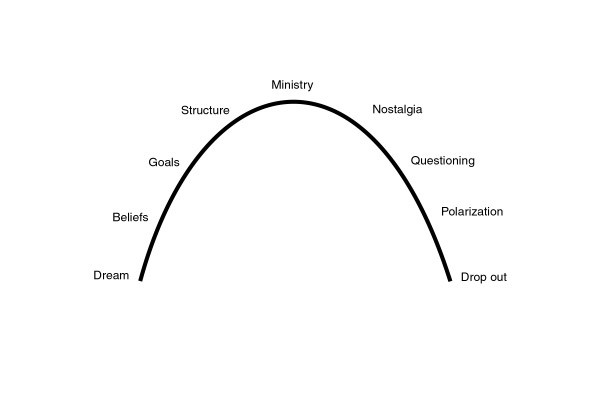 Ministry
Structure
Nostalgia
Goals
Questioning
Beliefs
Polarization
Dream
Drop out